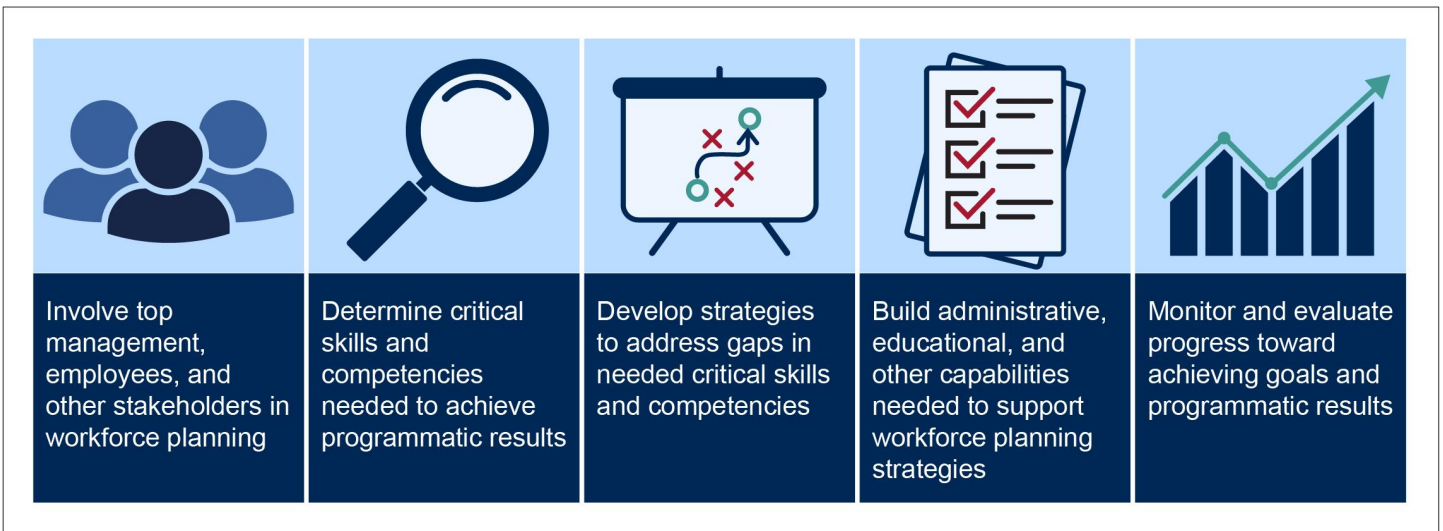 Involve top
management,
employees, and
other stakeholders in
workforce planning
Determine critical
skills and
competencies
needed to achieve
programmatic results
Develop strategies
to address gaps in
needed critical skills
and competencies
Build administrative,
educational, and
other capabilities
needed to support
workforce planning
strategies
Monitor and evaluate
progress toward
achieving goals and
programmatic results